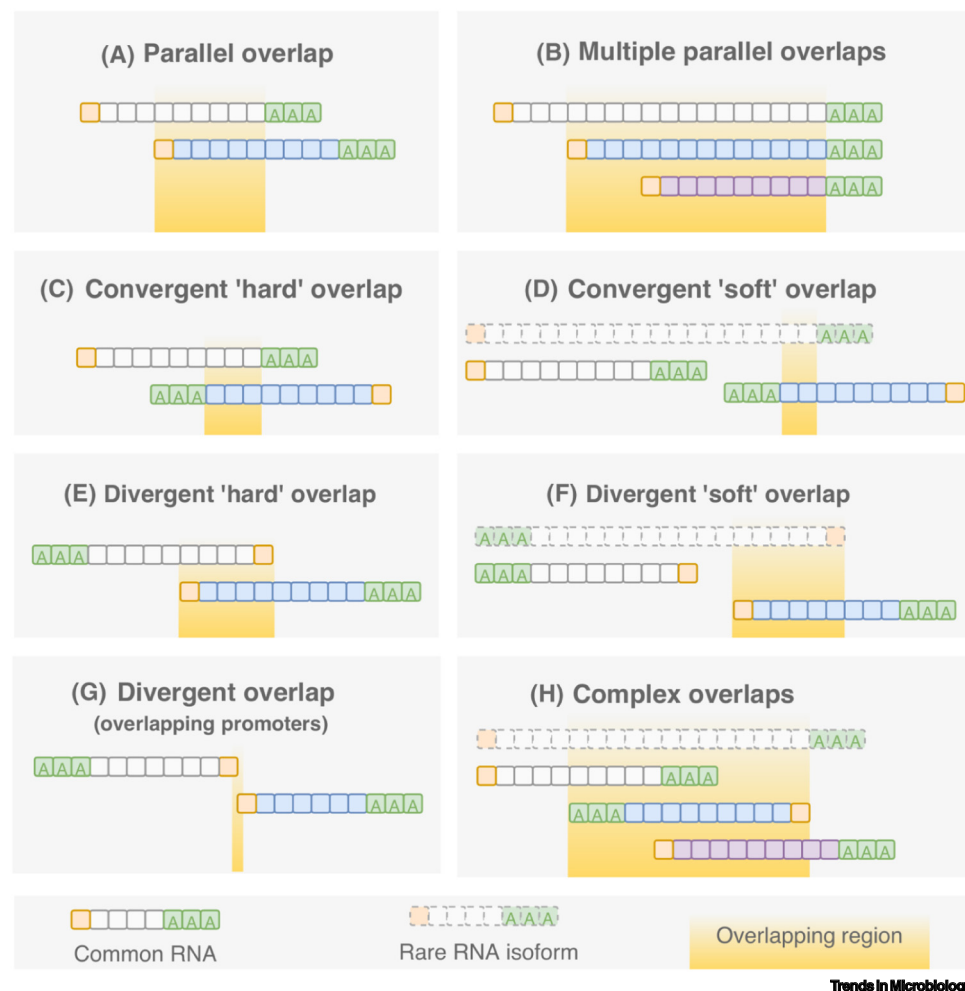 (A) Parallel overlap
AAA
AAA
(B) Multiple parallel overlaps
AAA
AAA
AAA
(C) Convergent 'hard' overlap
AAA
AAA
(D) Convergent 'soft' overlap
AAA
AAA
AAA
(E) Divergent 'hard' overlap
AAA
AAA
(F) Divergent 'soft' overlap
AAA
AAA
AAA
(G) Divergent overlap
(overlapping promoters)
AAA
AAA
(H) Complex overlaps
AAA
AAA
AAA
AAA
AAA
Common RNA
AAA
Rare RNA isoform
Overlapping region
Trends in Microbiolog